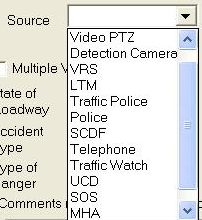 Source
Video PTZ
Detection Camera
Multiple V
VRS
LTM
tate of
Traffic Police
oadway
Police
ccident
SCDF
ype
Telephone
ype of
Traffic Watch
anger
UCD
SOS
Comments
MHA